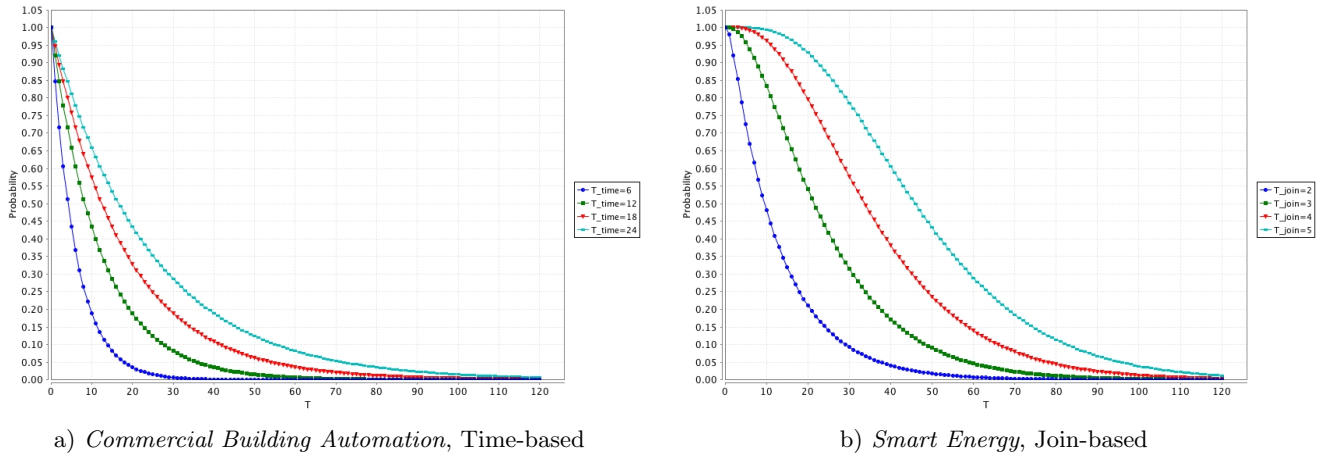 1.05
1.00
0.95
0.90
0.85
0.80
0.75
0.70
0.65
0.60
0.55
0.50
0.45
0.40
0.35
0.30
0.25
0.20
0.15
0.10
0.05
0.00
Probability
0 10 20 30 40 50 60 70 80 90 100 110 120
T
T_time=6
T_time=12
T_time=18
T_time=24
a) Commercial Building Automation, Time-based
1.05
1.00
0.95
0.90
0.85
0.80
0.75
0.70
0.65
0.60
0.55
0.50
0.45
0.40
0.35
0.30
0.25
0.20
0.15
0.10
0.05
0.00
Probability
0 10 20 30 40 50 60 70 80 90 100 110 120
T
T_join=2
T_join=3
T_join=4
T_join=5
b) Smart Energy, Join-based